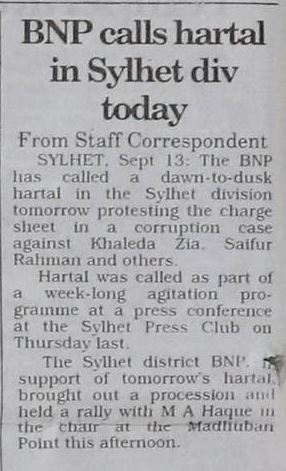 BNP calls hartal
in Sylhet div
today
From Staff Correspondent
SYLHET, Sept 13: The BNP
has called a dawn-to-dusk
hartal in the Sylhet division
tomorrow protesting the charge
sheet in a corruption case
against Khaleda Zia, Saifur
Rahman and others.
Hartal was called as part of
a week-long agitation pro-
gramme at a press conference
at the Sylhet Press Club on
Thursday last.
The Sylhet district BNP, in
support of tomorrow's hartal,
brought out a procession and
held a rally with M A Haque in
the chair at the Madhuban
Point this afternoon.